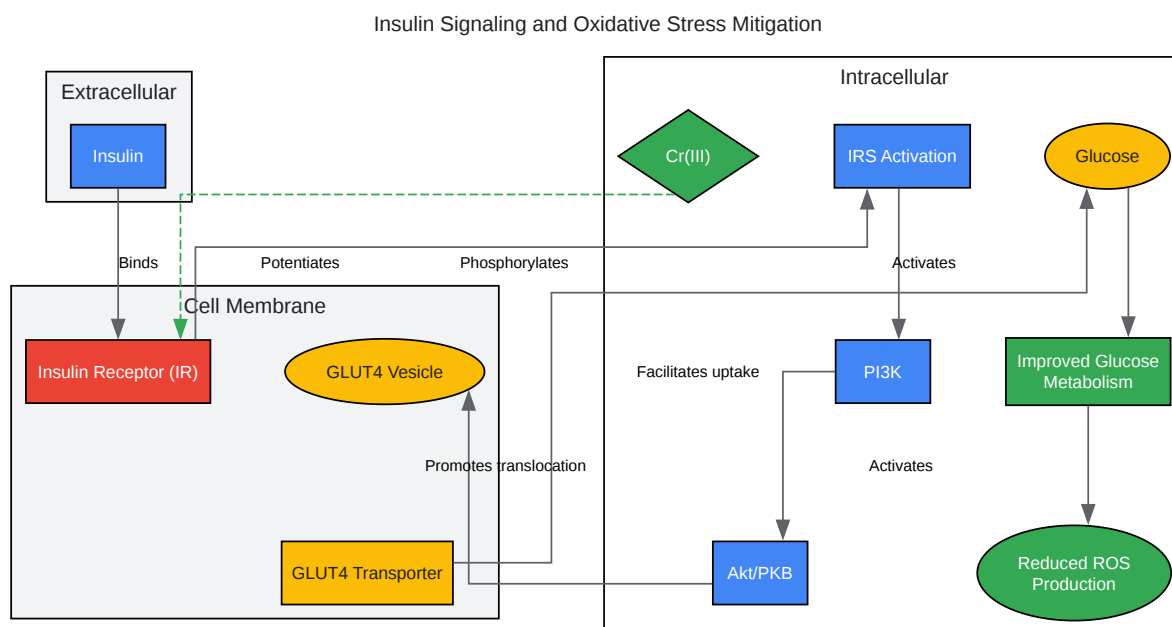 Insulin Signaling and Oxidative Stress Mitigation
Extracellular
Intracellular
Insulin
Cr(III)
IRS Activation
Glucose
Binds
Potentiates
Phosphorylates
Activates
Cell Membrane
Insulin Receptor (IR)
GLUT4 Vesicle
Facilitates uptake
PI3K
Improved Glucose
Metabolism
Promotes translocation
Activates
GLUT4 Transporter
Akt/PKB
Reduced ROS
Production